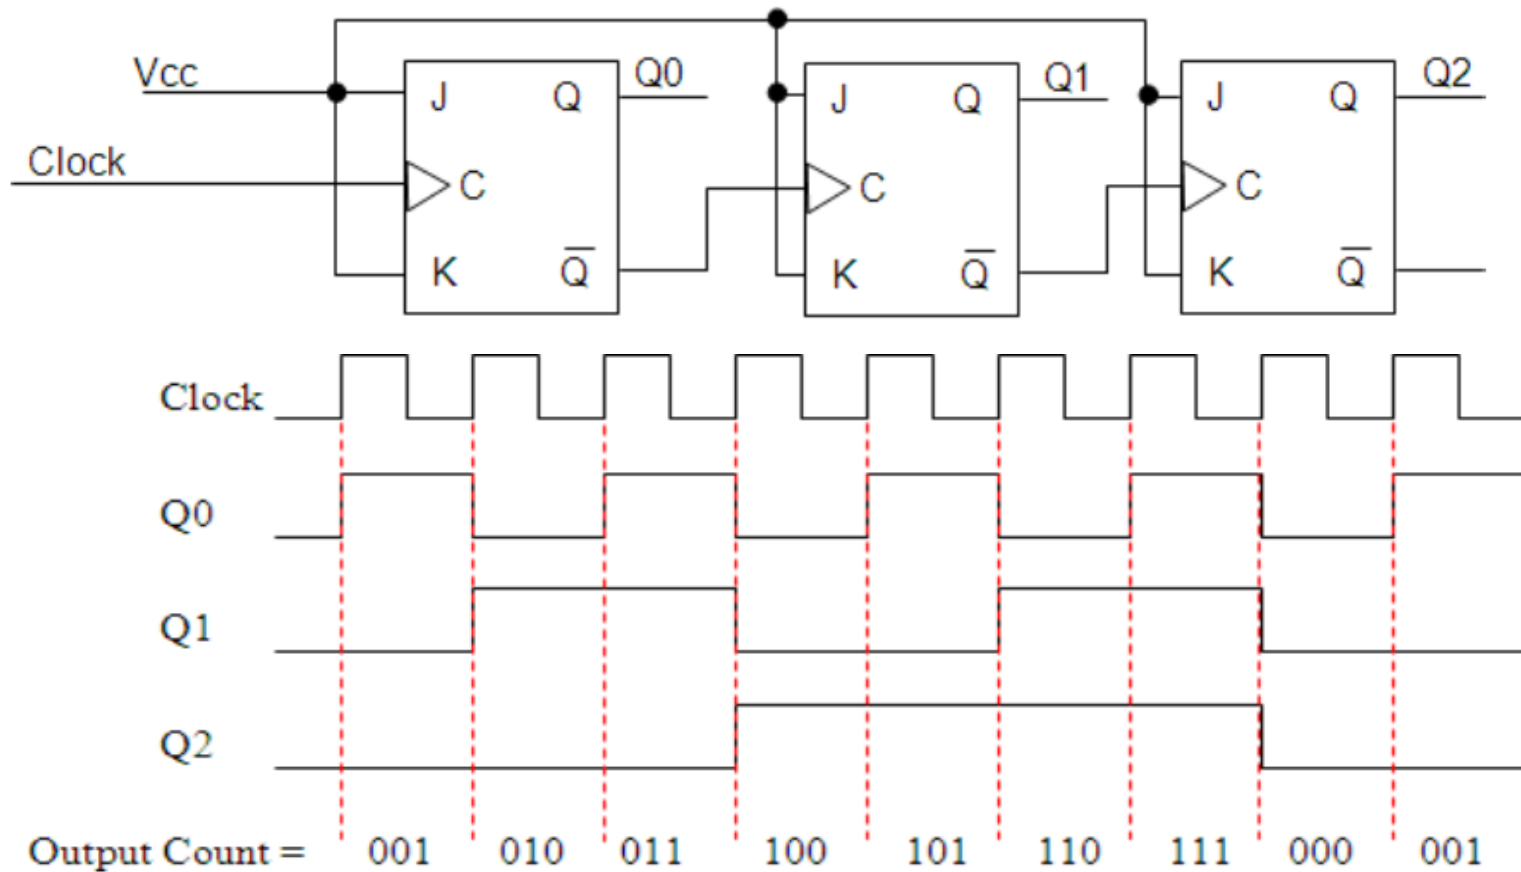 Vcc
Q0
Q1
Q2
J Q
J Q
J Q
Clock
C
C
C
K Q̅
K Q̅
K Q̅
Clock
Q0
Q1
Q2
Output Count = 001 010 011 100 101 110 111 000 001